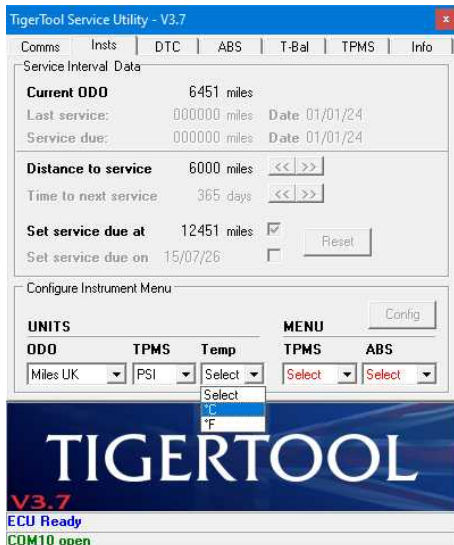 TigerTool Service Utility - V3.7 x
Comms Insts DTC ABS T-Bal TPMS Info
Service Interval Data
Current ODO 6451 miles
Last service: 000000 miles Date 01/01/24
Service due: 000000 miles Date 01/01/24
Distance to service 6000 miles << >>
Time to next service 365 days << >>
Set service due at 12451 miles
Reset
Set service due on 15/07/26
Configure Instrument Menu
Config
UNITS MENU
ODO TPMS Temp TPMS ABS
Miles UK PSI Select Select Select
Select
°C
°F
TIGERTOOL
V3.7
ECU Ready
COM10 open